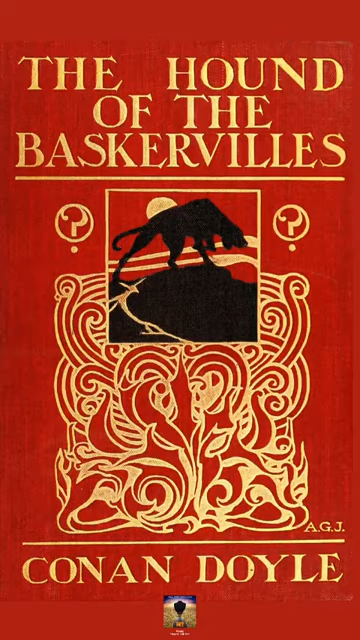 THE HOUND
OF THE
BASKERVILLES
? ?
A.G.J.
CONAN DOYLE